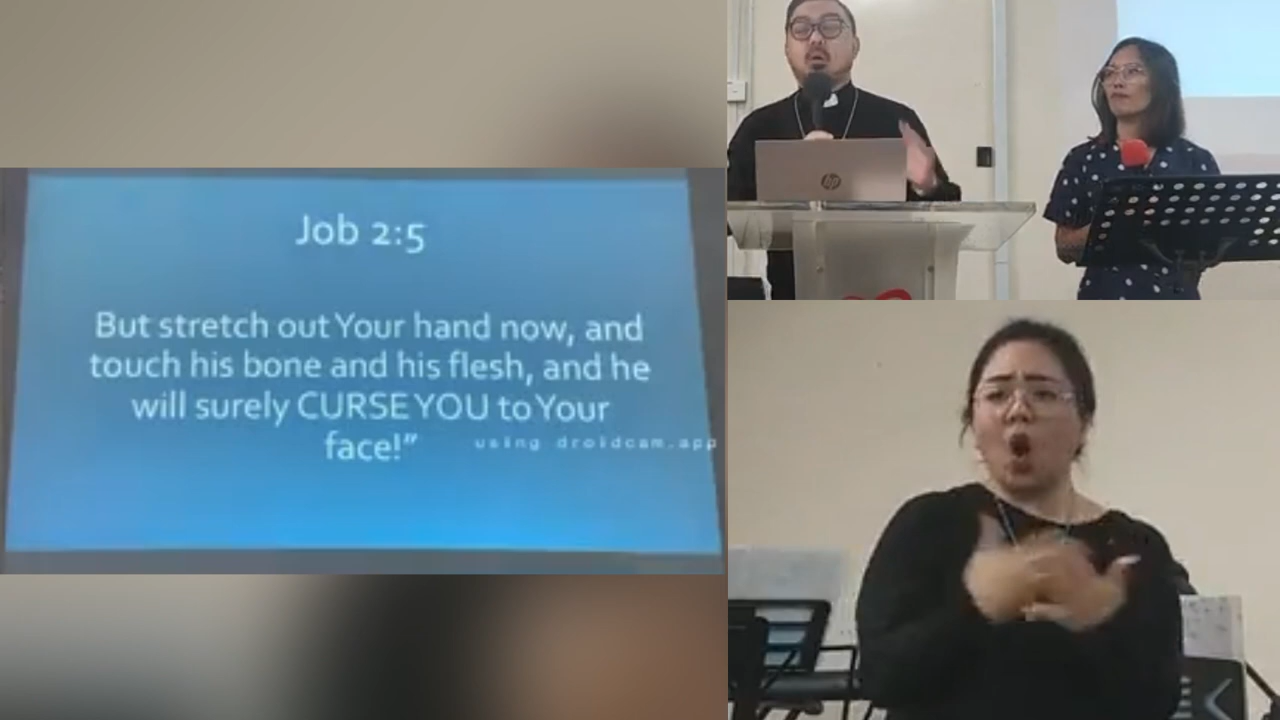 Job 2:5
But stretch out Your hand now, and
touch his bone and his flesh, and he
will surely CURSE YOU to Your
face!”
using droidcam.app
hp